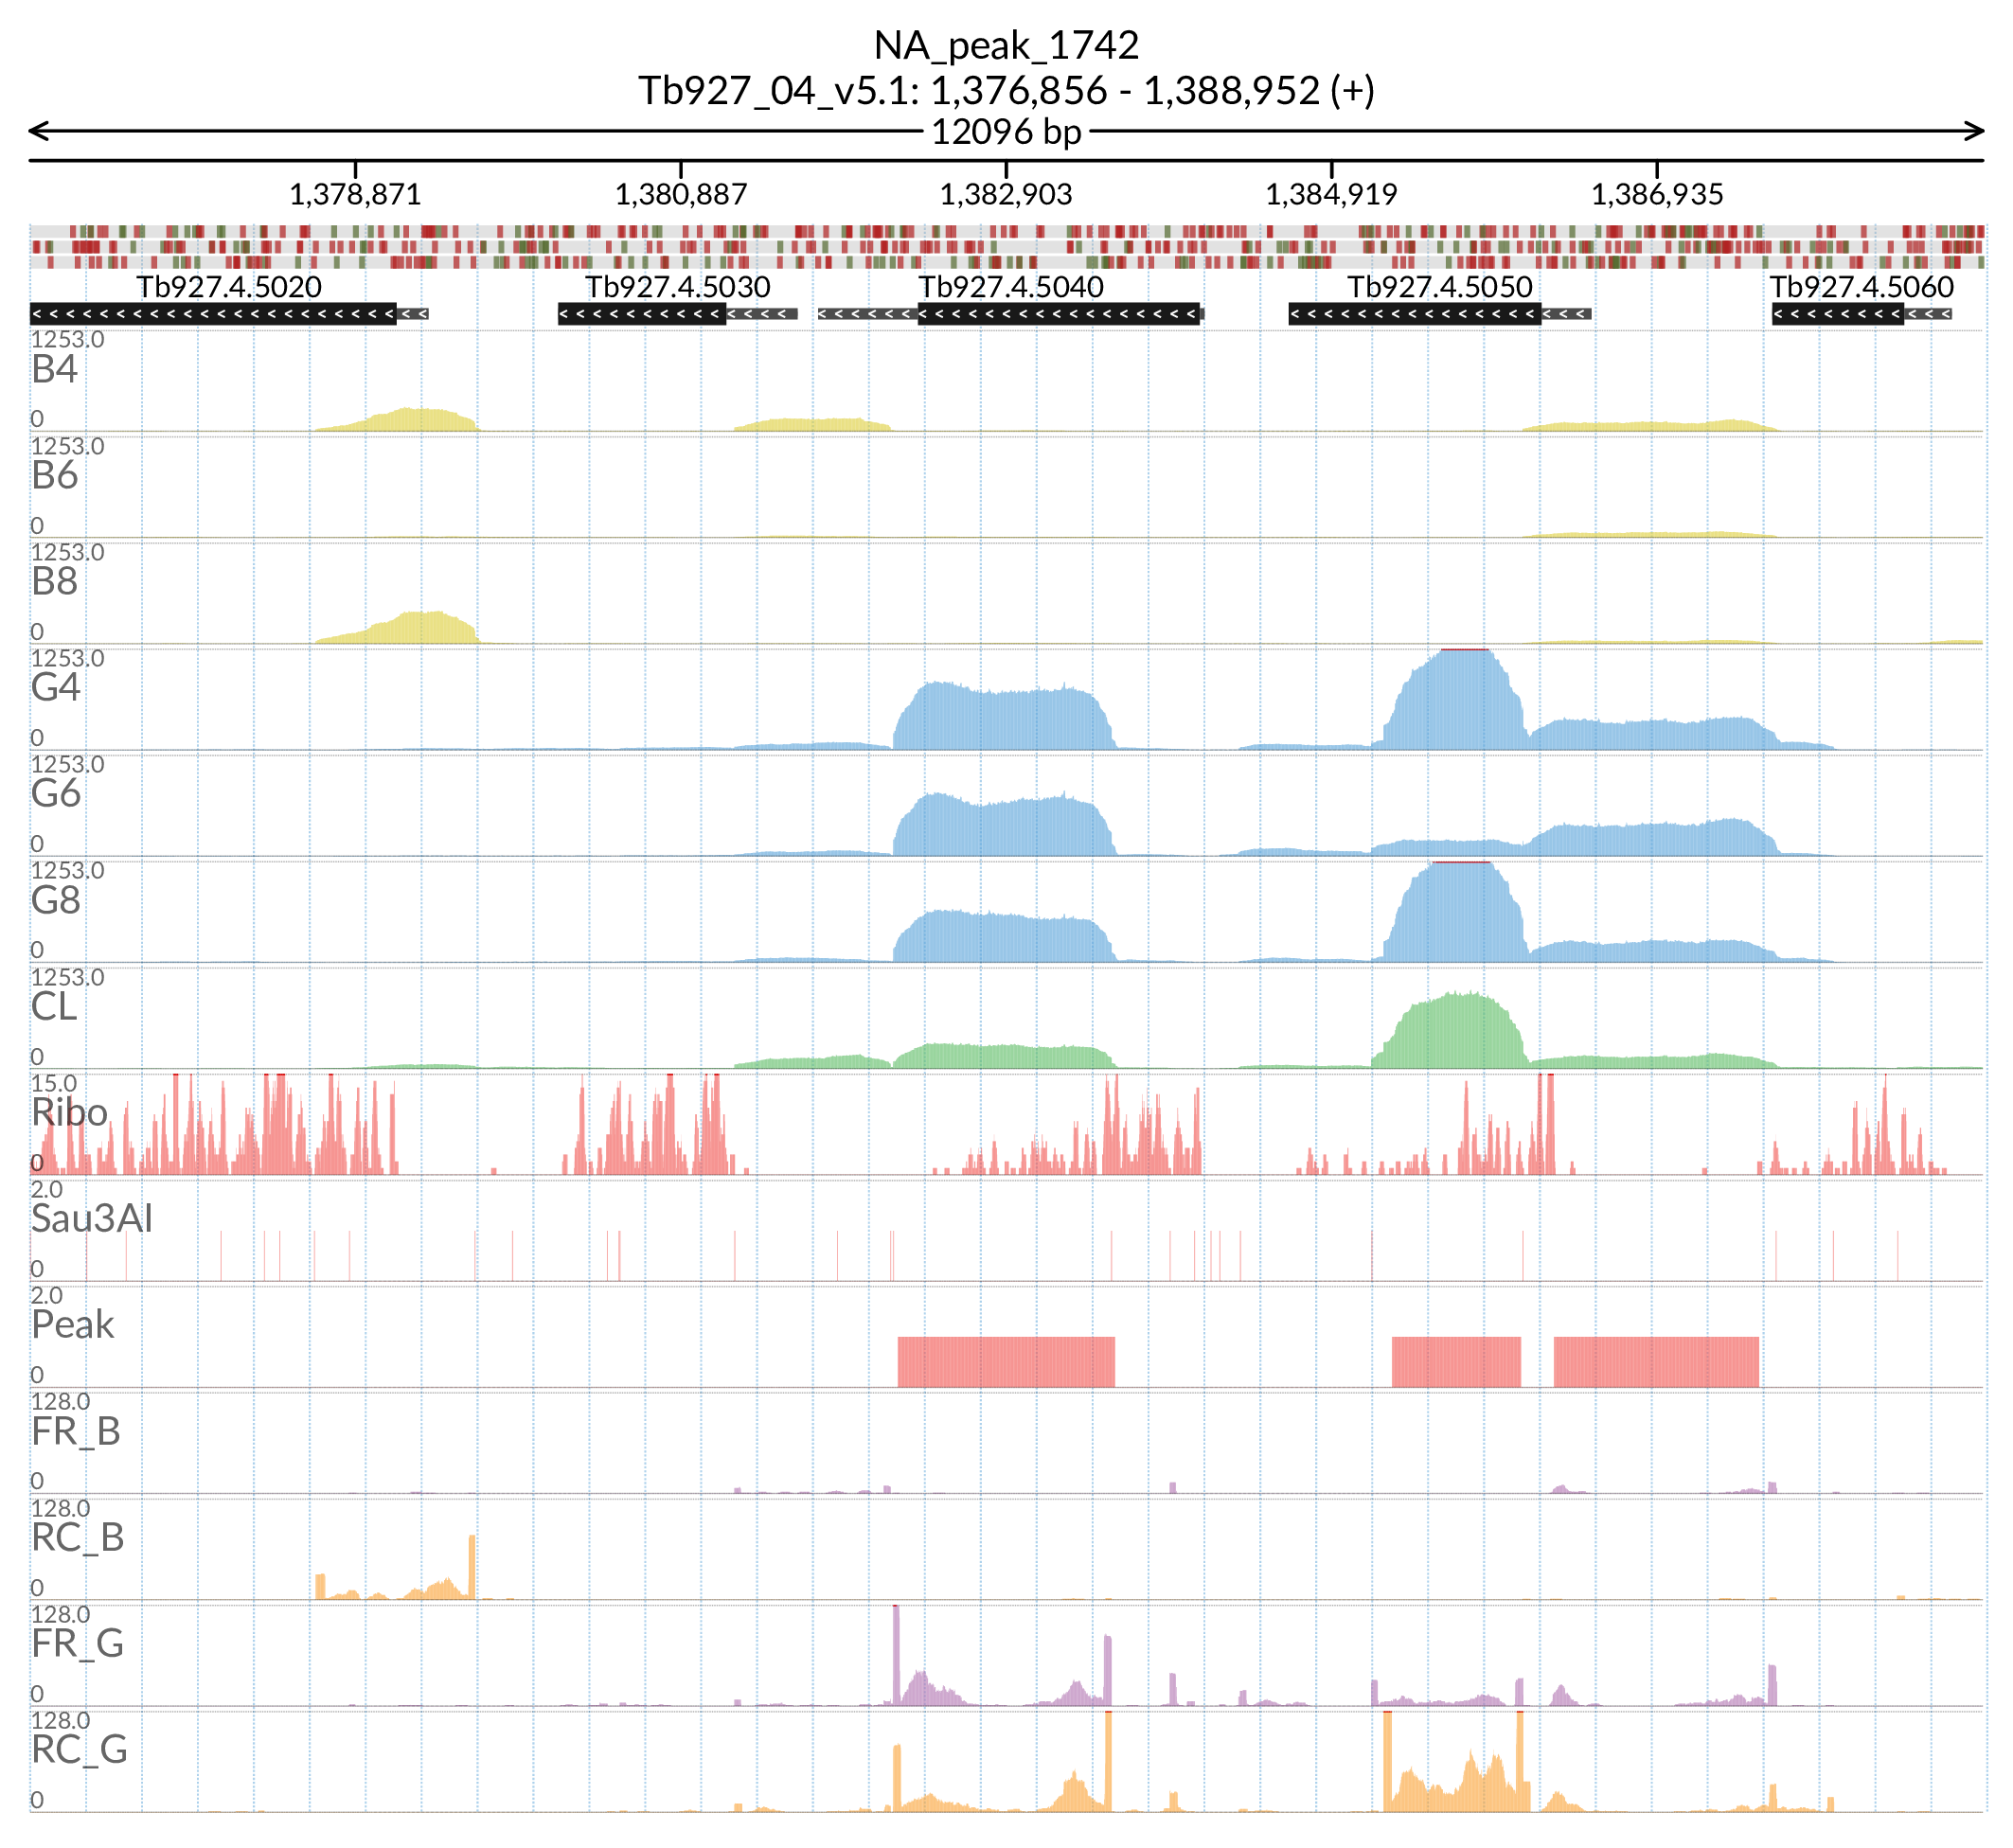 NA_peak_1742
Tb927_04_v5.1: 1,376,856 - 1,388,952 (+)
12096 bp
1,378,871 1,380,887 1,382,903 1,384,919 1,386,935
Tb927.4.5020 Tb927.4.5030 Tb927.4.5040 Tb927.4.5050 Tb927.4.5060
1253.0
B4
0
1253.0
B6
0
1253.0
B8
0
1253.0
G4
0
1253.0
G6
0
1253.0
G8
0
1253.0
CL
0
15.0
Ribo
0
2.0
Sau3AI
0
2.0
Peak
0
128.0
FR_B
0
128.0
RC_B
0
128.0
FR_G
0
128.0
RC_G
0